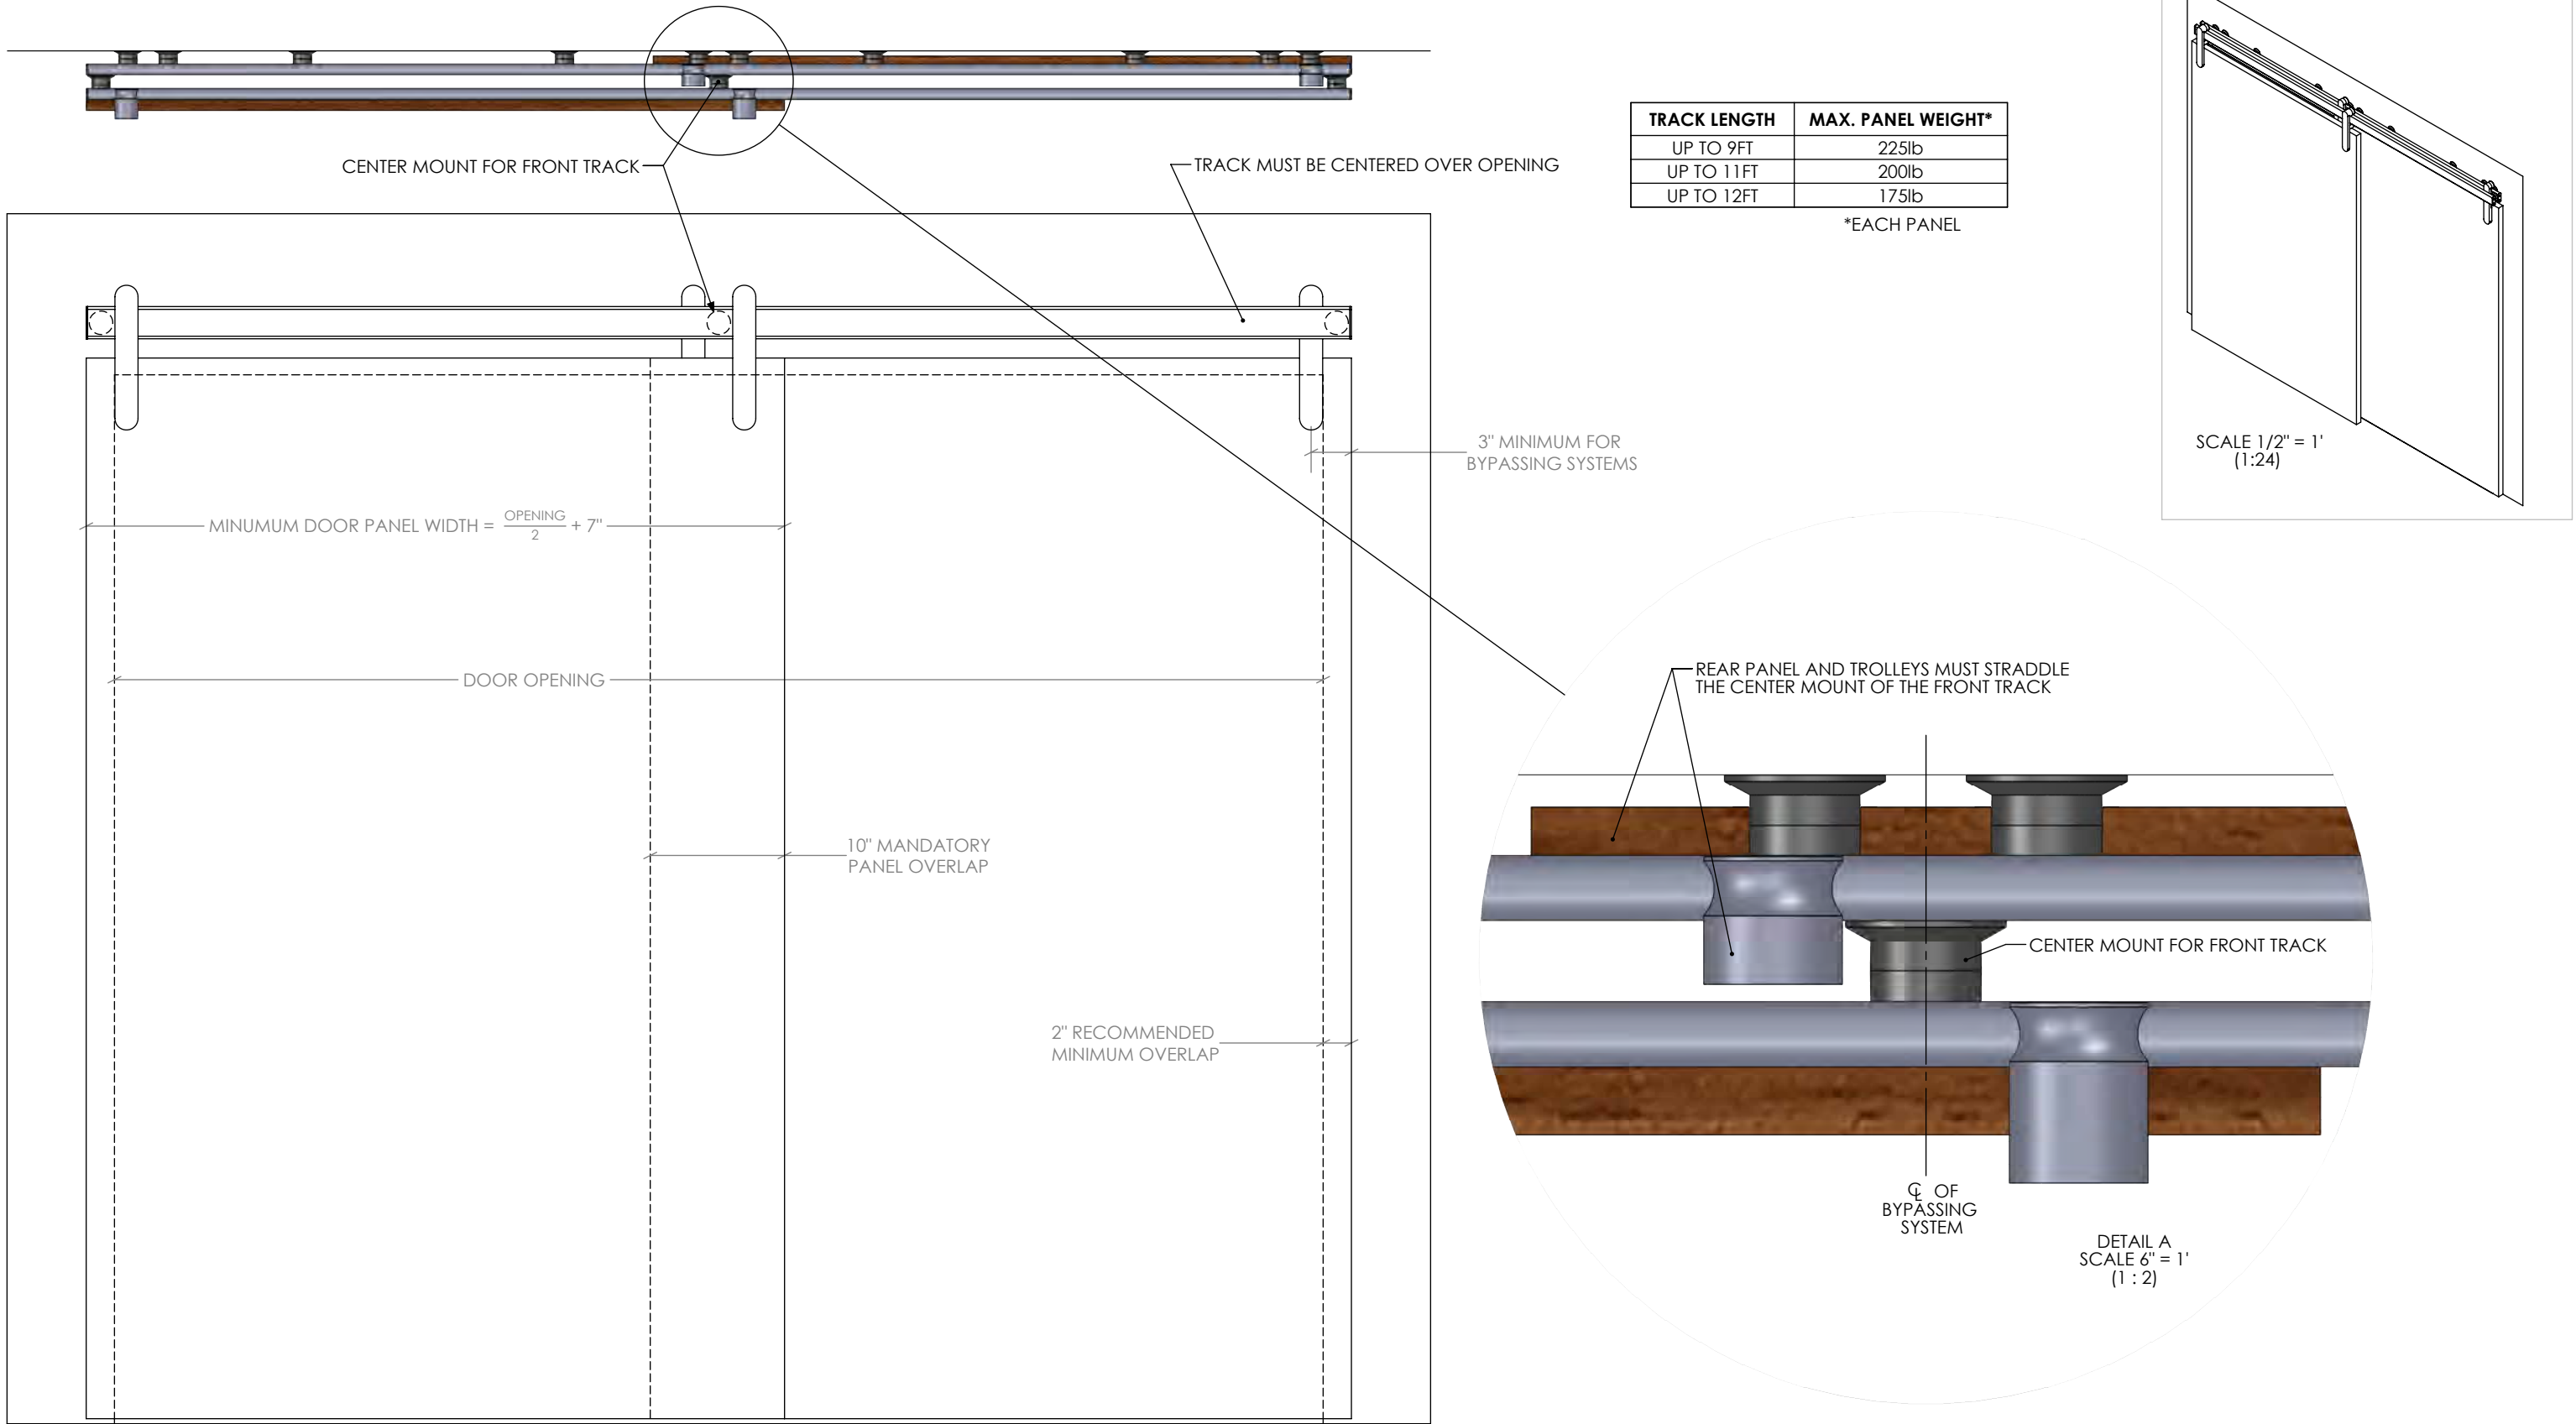 CENTER MOUNT FOR FRONT TRACK
TRACK MUST BE CENTERED OVER OPENING
TRACK LENGTH MAX. PANEL WEIGHT*
UP TO 9FT 225lb
UP TO 11FT 200lb
UP TO 12FT 175lb
*EACH PANEL
SCALE 1/2" = 1'
(1:24)
3" MINIMUM FOR
BYPASSING SYSTEMS
MINUMUM DOOR PANEL WIDTH = OPENING/2 + 7"
DOOR OPENING
10" MANDATORY
PANEL OVERLAP
2" RECOMMENDED
MINIMUM OVERLAP
REAR PANEL AND TROLLEYS MUST STRADDLE
THE CENTER MOUNT OF THE FRONT TRACK
CENTER MOUNT FOR FRONT TRACK
℄ OF
BYPASSING
SYSTEM
DETAIL A
SCALE 6" = 1'
(1 : 2)